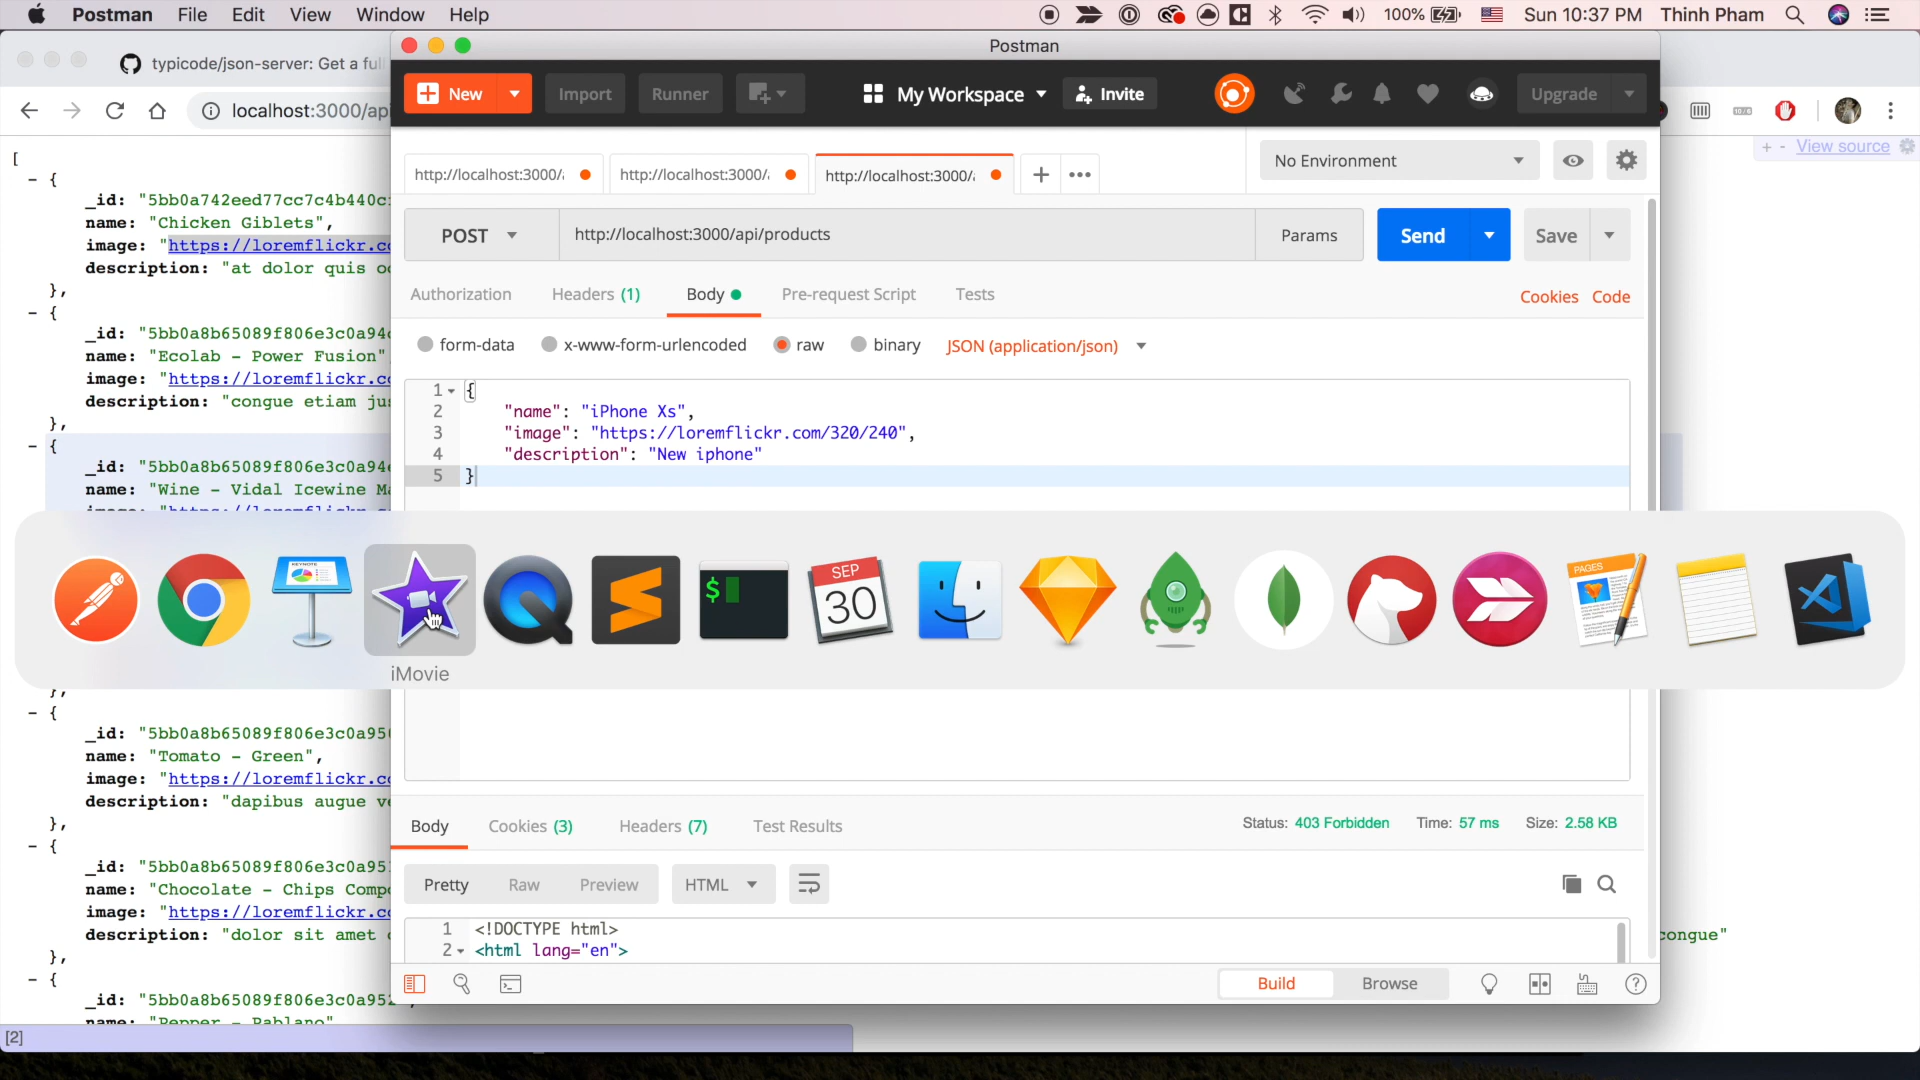 Postman File Edit View Window Help
100% Sun 10:37 PM Thinh Pham
typicode/json-server: Get a full
Postman
localhost:3000/api
New Import Runner My Workspace Invite Upgrade
+ - View source
http://localhost:3000/ http://localhost:3000/ http://localhost:3000/
No Environment
POST http://localhost:3000/api/products Params Send Save
Authorization Headers (1) Body Pre-request Script Tests Cookies Code
form-data x-www-form-urlencoded raw binary JSON (application/json)
1 {
2 "name": "iPhone Xs",
3 "image": "https://loremflickr.com/320/240",
4 "description": "New iphone"
5 }
[
- {
_id: "5bb0a742eed77cc7c4b440c
name: "Chicken Giblets",
image: "https://loremflickr.c
description: "at dolor quis o
},
- {
_id: "5bb0a8b65089f806e3c0a94
name: "Ecolab - Power Fusion"
image: "https://loremflickr.c
description: "congue etiam ju
},
- {
_id: "5bb0a8b65089f806e3c0a94
name: "Wine - Vidal Icewine M
$
SEP
30
KEYNOTE
PAGES
iMovie
},
- {
_id: "5bb0a8b65089f806e3c0a95
name: "Tomato - Green",
image: "https://loremflickr.c
description: "dapibus augue v
},
- {
_id: "5bb0a8b65089f806e3c0a95
name: "Chocolate - Chips Comp
image: "https://loremflickr.c
description: "dolor sit amet
congue"
},
- {
_id: "5bb0a8b65089f806e3c0a952
name: "Pepper - Pablano"
[2]
Body Cookies (3) Headers (7) Test Results Status: 403 Forbidden Time: 57 ms Size: 2.58 KB
Pretty Raw Preview HTML
1 <!DOCTYPE html>
2 <html lang="en">
Build Browse